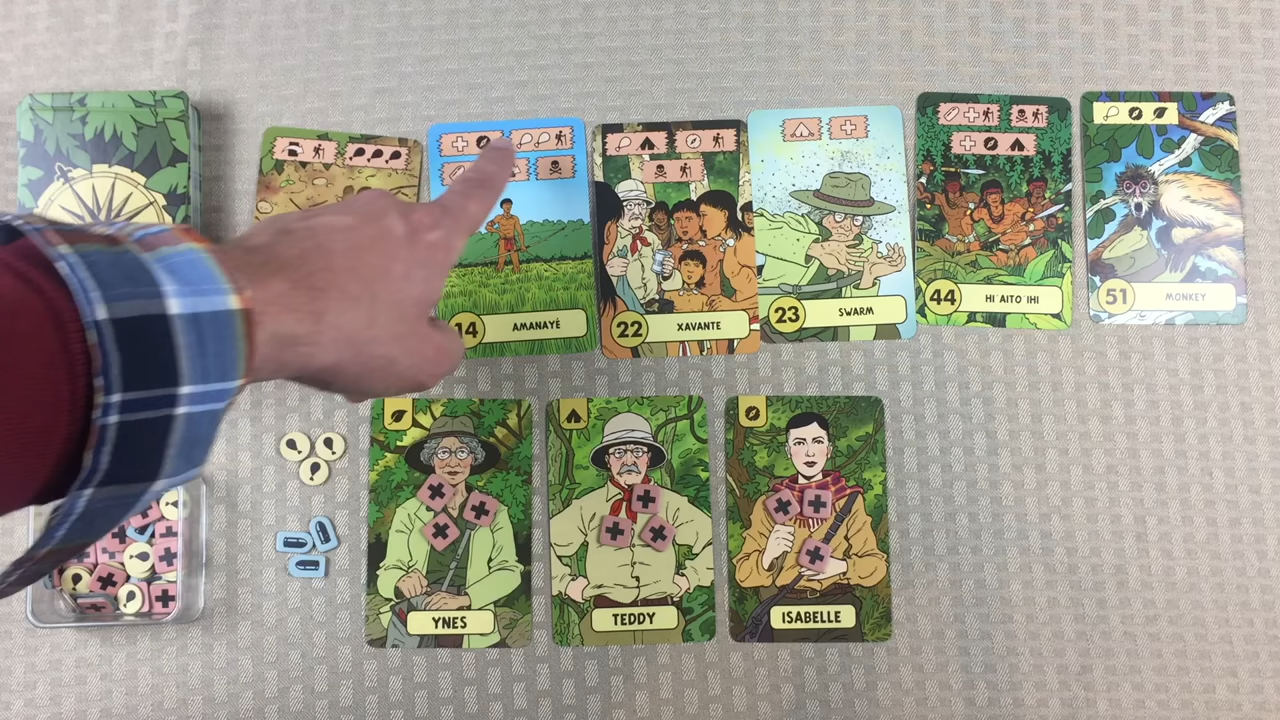 14 AMANAYÉ
22 XAVANTE
23 SWARM
44 HI'AITO'IHI
51 MONKEY
YNES
TEDDY
ISABELLE